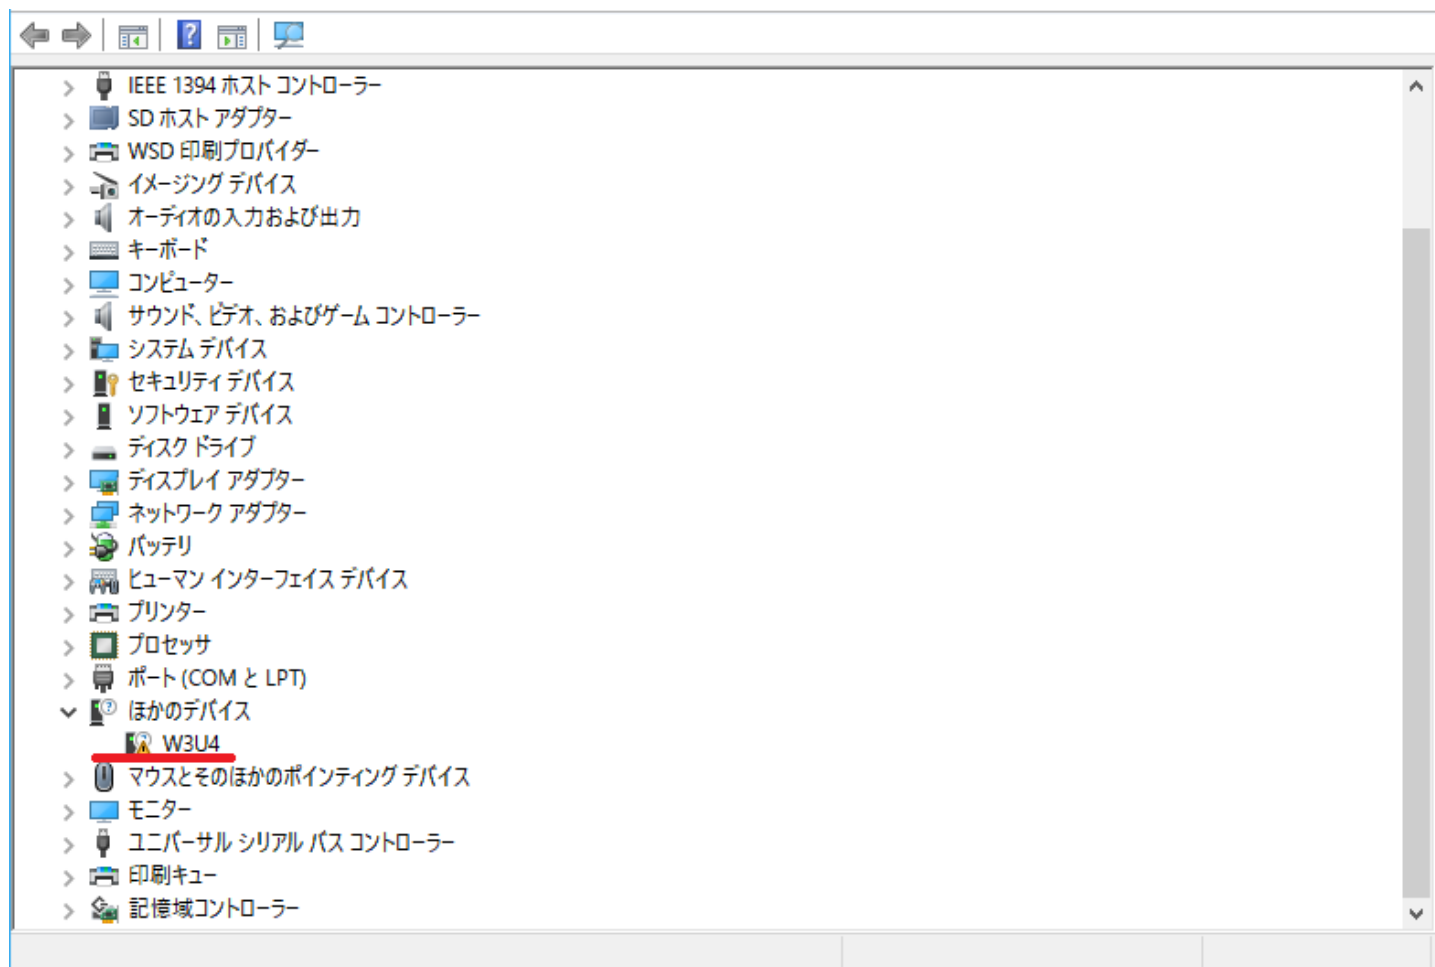 IEEE 1394 ホスト コントローラー
SD ホスト アダプター
WSD 印刷プロバイダー
イメージング デバイス
オーディオの入力および出力
キーボード
コンピューター
サウンド、ビデオ、およびゲーム コントローラー
システム デバイス
セキュリティ デバイス
ソフトウェア デバイス
ディスク ドライブ
ディスプレイ アダプター
ネットワーク アダプター
バッテリ
ヒューマン インターフェイス デバイス
プリンター
プロセッサ
ポート (COM と LPT)
ほかのデバイス
W3U4
マウスとそのほかのポインティング デバイス
モニター
ユニバーサル シリアル バス コントローラー
印刷キュー
記憶域コントローラー